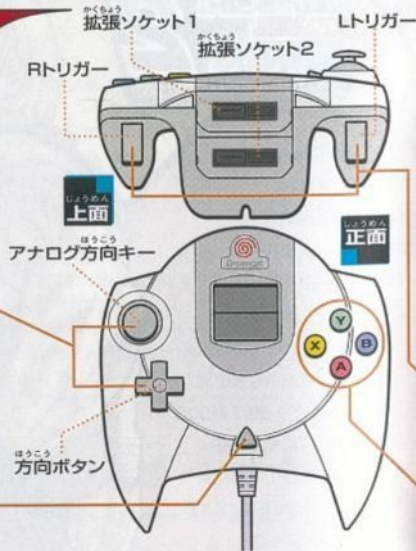 かくちょう
拡張ソケット1
かくちょう
拡張ソケット2
Lトリガー
Rトリガー
じょうめん
上面
しょうめん
正面
ほうこう
アナログ方向キー
Dreamcast
Y
X
B
A
ほうこう
方向ボタン